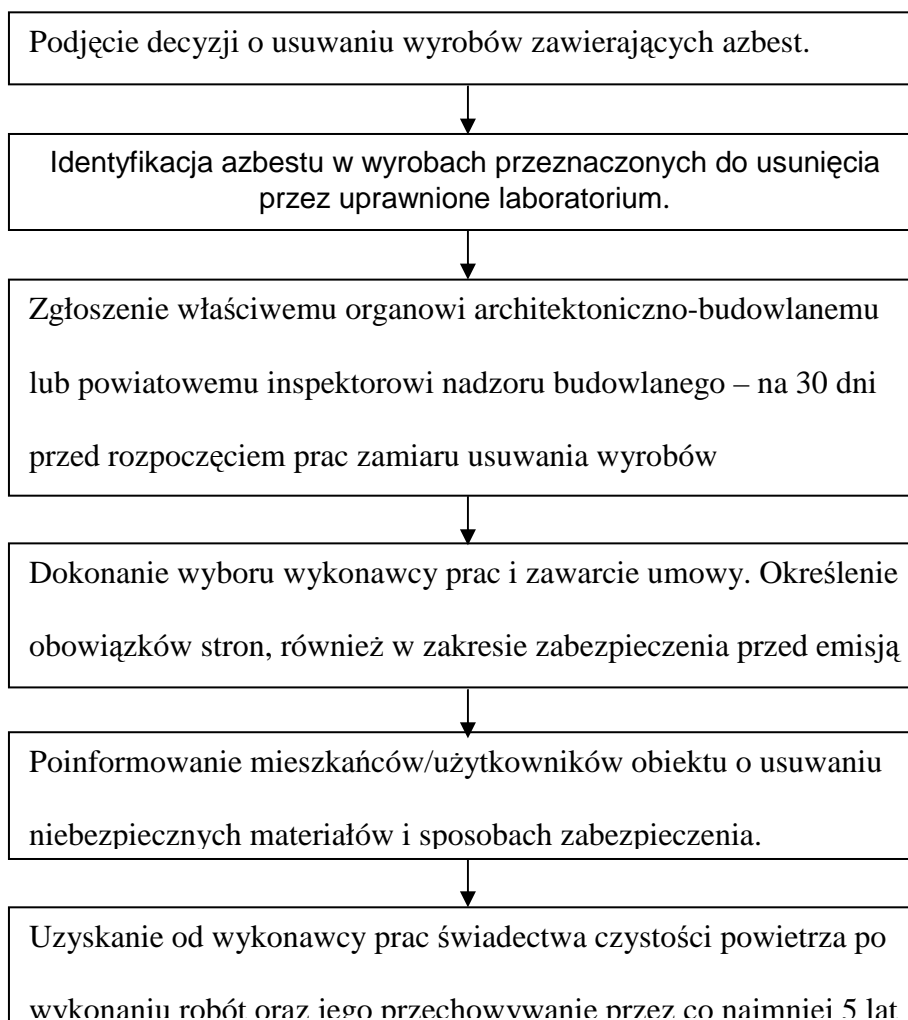 Podjęcie decyzji o usuwaniu wyrobów zawierających azbest.
Identyfikacja azbestu w wyrobach przeznaczonych do usunięcia
przez uprawnione laboratorium.
Zgłoszenie właściwemu organowi architektoniczno-budowlanemu
lub powiatowemu inspektorowi nadzoru budowlanego – na 30 dni
przed rozpoczęciem prac zamiaru usuwania wyrobów
Dokonanie wyboru wykonawcy prac i zawarcie umowy. Określenie
obowiązków stron, również w zakresie zabezpieczenia przed emisją
Poinformowanie mieszkańców/użytkowników obiektu o usuwaniu
niebezpiecznych materiałów i sposobach zabezpieczenia.
Uzyskanie od wykonawcy prac świadectwa czystości powietrza po
wykonaniu robót oraz jego przechowywanie przez co najmniej 5 lat